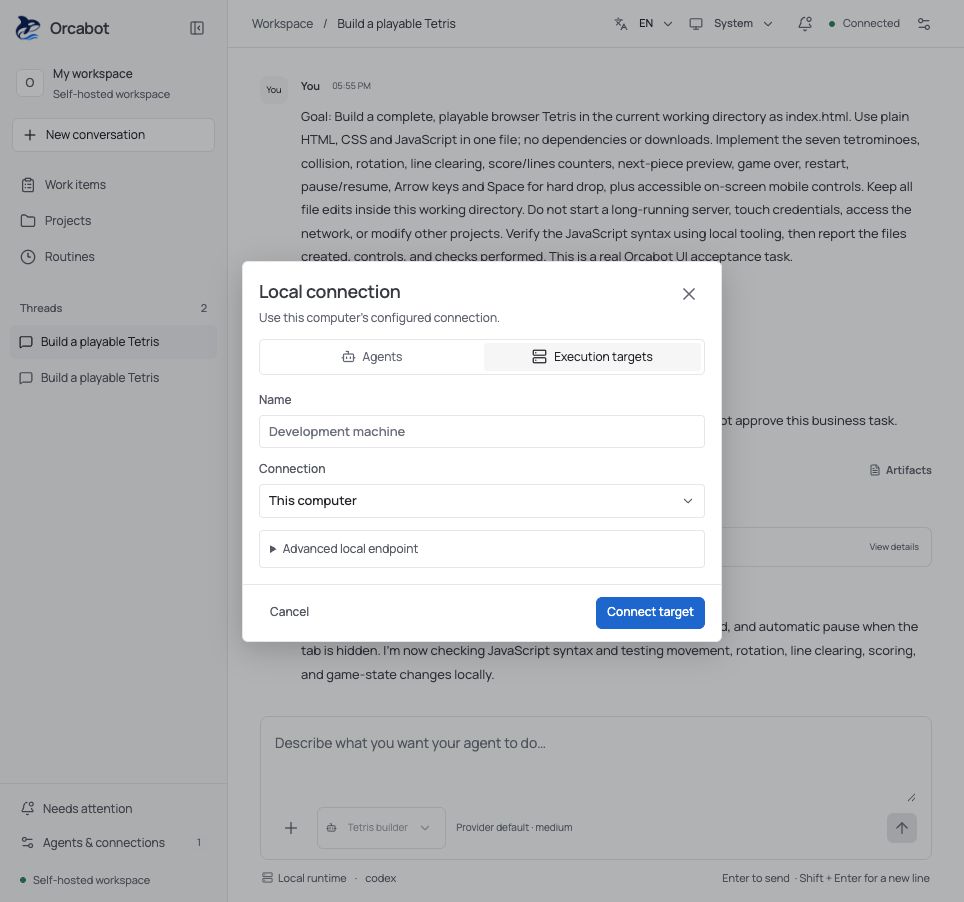 Orcabot
O
My workspace
Self-hosted workspace
New conversation
Work items
Projects
Routines
Threads 2
Build a playable Tetris
Build a playable Tetris
Needs attention
Agents & connections 1
Self-hosted workspace
Workspace / Build a playable Tetris
EN System Connected
You You 05:55 PM
Goal: Build a complete, playable browser Tetris in the current working directory as index.html. Use plain
HTML, CSS and JavaScript in one file; no dependencies or downloads. Implement the seven tetrominoes,
collision, rotation, line clearing, score/lines counters, next-piece preview, game over, restart,
pause/resume, Arrow keys and Space for hard drop, plus accessible on-screen mobile controls. Keep all
file edits inside this working directory. Do not start a long-running server, touch credentials, access the
network, or modify other projects. Verify the JavaScript syntax using local tooling, then report the files
created, controls, and checks performed. This is a real Orcabot UI acceptance task.
Local connection
Use this computer's configured connection.
Agents Execution targets
Name
Development machine
Connection
This computer
Advanced local endpoint
Cancel Connect target
approve this business task.
Artifacts
View details
and automatic pause when the
tab is hidden. I'm now checking JavaScript syntax and testing movement, rotation, line clearing, scoring,
and game-state changes locally.
Describe what you want your agent to do…
Tetris builder Provider default · medium
Local runtime · codex Enter to send · Shift + Enter for a new line